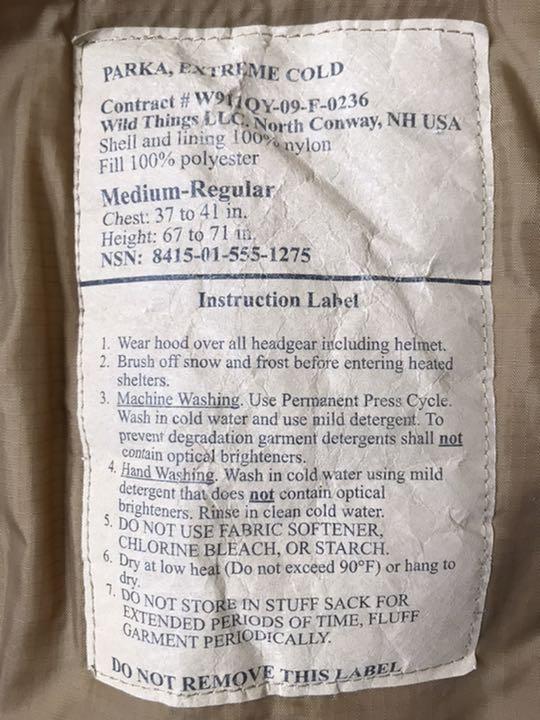 PARKA, EXTREME COLD
Contract # W911QY-09-F-0236
Wild Things LLC. North Conway, NH USA
Shell and lining 100% nylon
Fill 100% polyester
Medium-Regular
Chest: 37 to 41 in.
Height: 67 to 71 in.
NSN: 8415-01-555-1275
Instruction Label
1. Wear hood over all headgear including helmet.
2. Brush off snow and frost before entering heated
shelters.
3. Machine Washing. Use Permanent Press Cycle.
Wash in cold water and use mild detergent. To
prevent degradation garment detergents shall not
contain optical brighteners.
4. Hand Washing. Wash in cold water using mild
detergent that does not contain optical
brighteners. Rinse in clean cold water.
5. DO NOT USE FABRIC SOFTENER,
CHLORINE BLEACH, OR STARCH.
6. Dry at low heat (Do not exceed 90°F) or hang to
dry.
7. DO NOT STORE IN STUFF SACK FOR
EXTENDED PERIODS OF TIME, FLUFF
GARMENT PERIODICALLY.
DO NOT REMOVE THIS LABEL